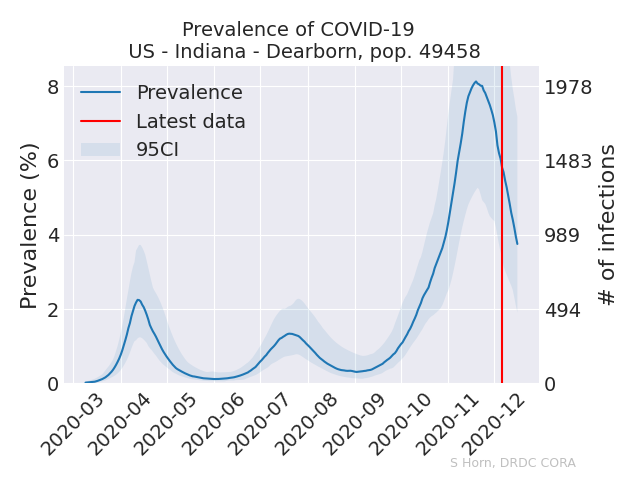 Prevalence of COVID-19
US - Indiana - Dearborn, pop. 49458
Prevalence
Latest data
95CI
Prevalence (%)
8
6
4
2
0
1978
1483
989
494
0
# of infections
2020-03
2020-04
2020-05
2020-06
2020-07
2020-08
2020-09
2020-10
2020-11
2020-12
S Horn, DRDC CORA